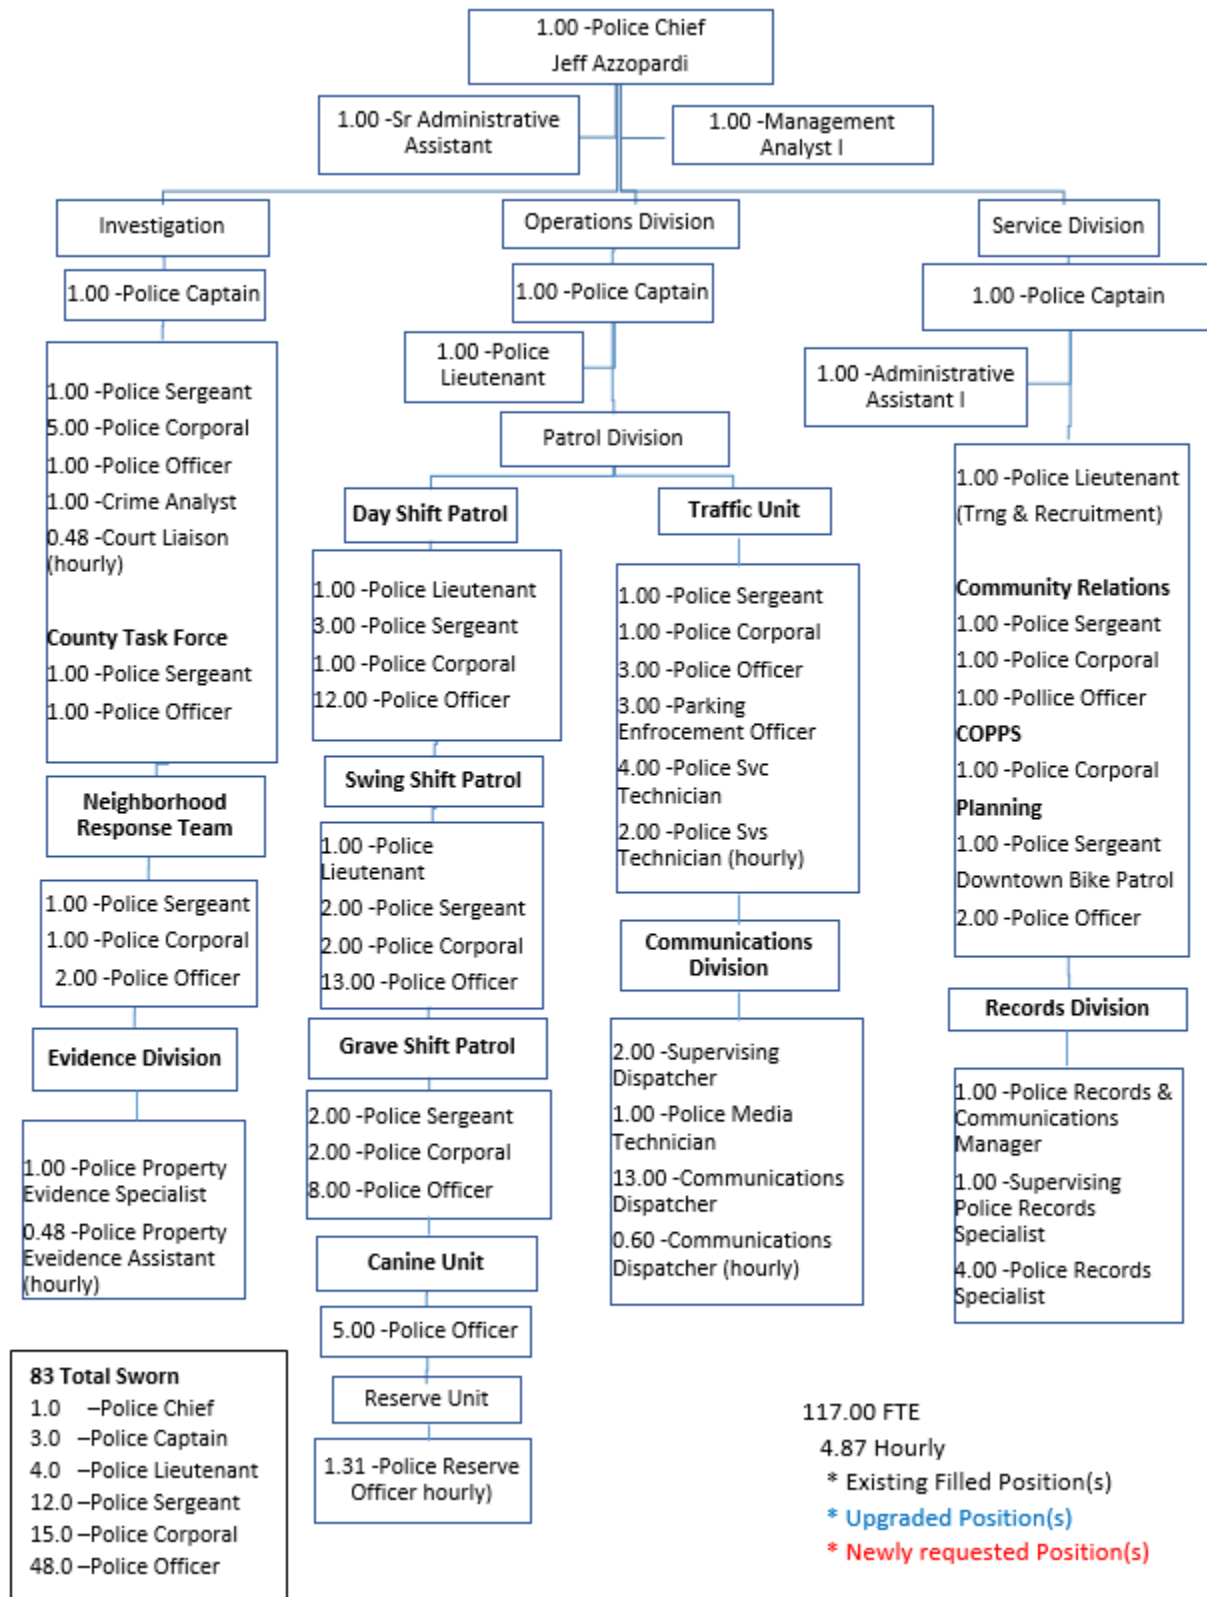 1.00 -Police Chief
Jeff Azzopardi
1.00 -Sr Administrative
Assistant
1.00 -Management
Analyst I
Investigation
1.00 -Police Captain
1.00 -Police Sergeant
5.00 -Police Corporal
1.00 -Police Officer
1.00 -Crime Analyst
0.48 -Court Liaison
(hourly)
County Task Force
1.00 -Police Sergeant
1.00 -Police Officer
Neighborhood
Response Team
1.00 -Police Sergeant
1.00 -Police Corporal
2.00 -Police Officer
Evidence Division
1.00 -Police Property
Evidence Specialist
0.48 -Police Property
Eveidence Assistant
(hourly)
Operations Division
1.00 -Police Captain
1.00 -Police
Lieutenant
Patrol Division
Day Shift Patrol
1.00 -Police Lieutenant
3.00 -Police Sergeant
1.00 -Police Corporal
12.00 -Police Officer
Swing Shift Patrol
1.00 -Police
Lieutenant
2.00 -Police Sergeant
2.00 -Police Corporal
13.00 -Police Officer
Grave Shift Patrol
2.00 -Police Sergeant
2.00 -Police Corporal
8.00 -Police Officer
Canine Unit
5.00 -Police Officer
Reserve Unit
1.31 -Police Reserve
Officer hourly)
Traffic Unit
1.00 -Police Sergeant
1.00 -Police Corporal
3.00 -Police Officer
3.00 -Parking
Enfrocement Officer
4.00 -Police Svc
Technician
2.00 -Police Svs
Technician (hourly)
Communications
Division
2.00 -Supervising
Dispatcher
1.00 -Police Media
Technician
13.00 -Communications
Dispatcher
0.60 -Communications
Dispatcher (hourly)
Service Division
1.00 -Police Captain
1.00 -Administrative
Assistant I
1.00 -Police Lieutenant
(Trng & Recruitment)
Community Relations
1.00 -Police Sergeant
1.00 -Police Corporal
1.00 -Pollice Officer
COPPS
1.00 -Police Corporal
Planning
1.00 -Police Sergeant
Downtown Bike Patrol
2.00 -Police Officer
Records Division
1.00 -Police Records &
Communications
Manager
1.00 -Supervising
Police Records
Specialist
4.00 -Police Records
Specialist
83 Total Sworn
1.0 –Police Chief
3.0 –Police Captain
4.0 –Police Lieutenant
12.0 –Police Sergeant
15.0 –Police Corporal
48.0 –Police Officer
117.00 FTE
4.87 Hourly
* Existing Filled Position(s)
* Upgraded Position(s)
* Newly requested Position(s)